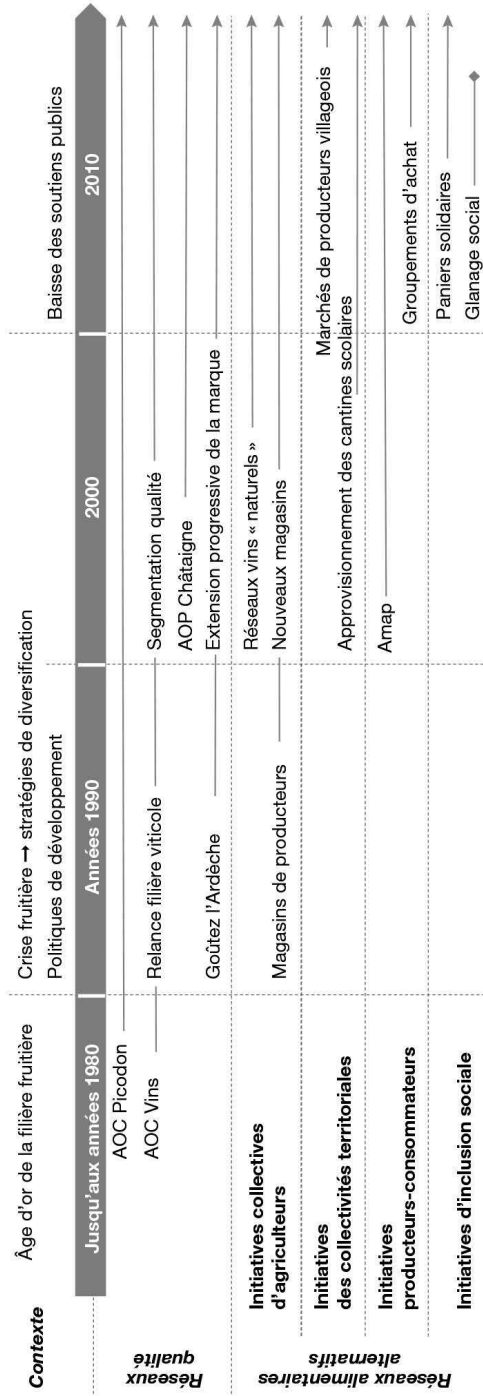 Contexte
Âge d'or de la filière fruitière
Crise fruitière → stratégies de diversification
Politiques de développement
Baisse des soutiens publics
Jusqu'aux années 1980
Années 1990
2000
2010
Réseaux
qualité
AOC Picodon
AOC Vins
Relance filière viticole
Segmentation qualité
AOP Châtaigne
Goûtez l'Ardèche
Extension progressive de la marque
Réseaux alimentaires
alternatifs
Initiatives collectives
d'agriculteurs
Réseaux vins « naturels »
Magasins de producteurs
Nouveaux magasins
Initiatives
des collectivités territoriales
Marchés de producteurs villageois
Approvisionnement des cantines scolaires
Initiatives
producteurs-consommateurs
Amap
Groupements d'achat
Initiatives d'inclusion sociale
Paniers solidaires
Glanage social